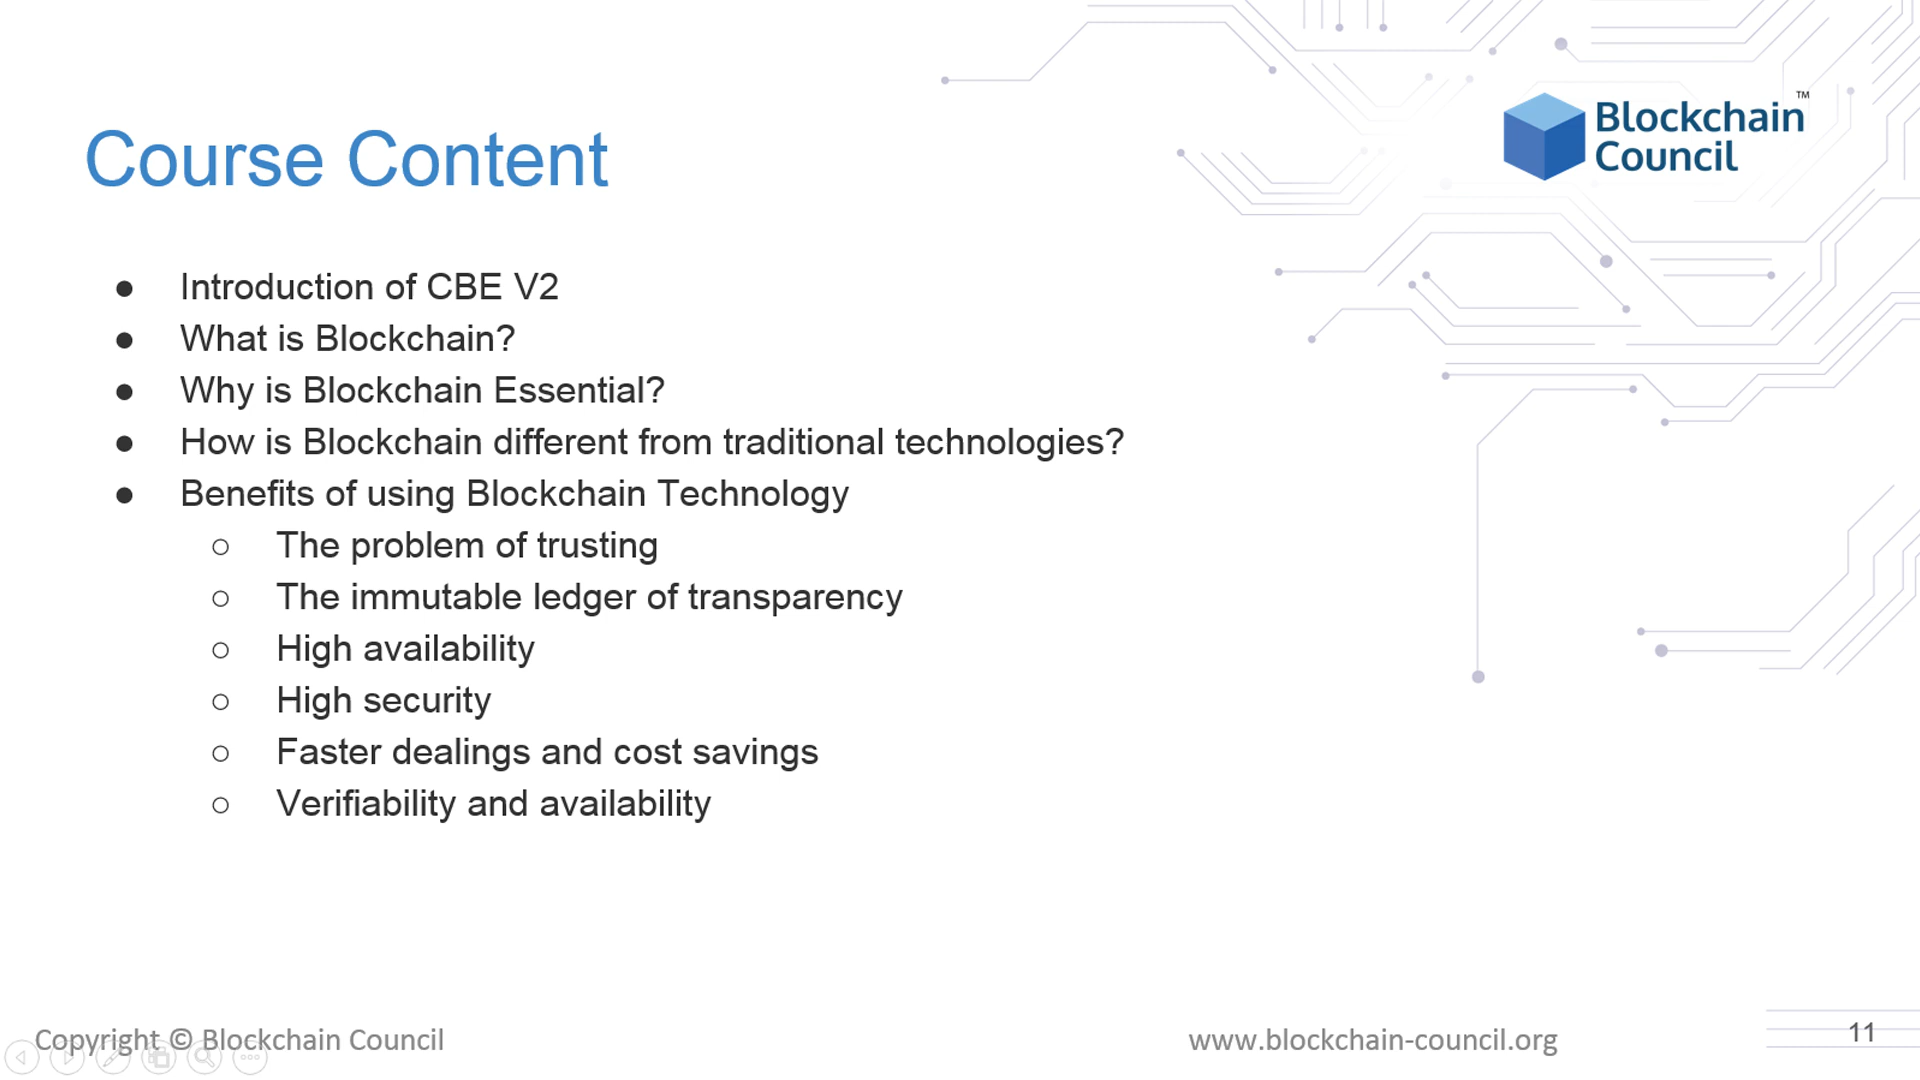 Blockchain™
Council
Course Content
● Introduction of CBE V2
● What is Blockchain?
● Why is Blockchain Essential?
● How is Blockchain different from traditional technologies?
● Benefits of using Blockchain Technology
○ The problem of trusting
○ The immutable ledger of transparency
○ High availability
○ High security
○ Faster dealings and cost savings
○ Verifiability and availability
Copyright © Blockchain Council
www.blockchain-council.org
11